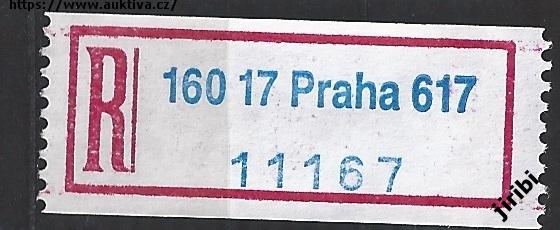 https://www.auktiva.cz/
R
160 17 Praha 617
11167
jiribi